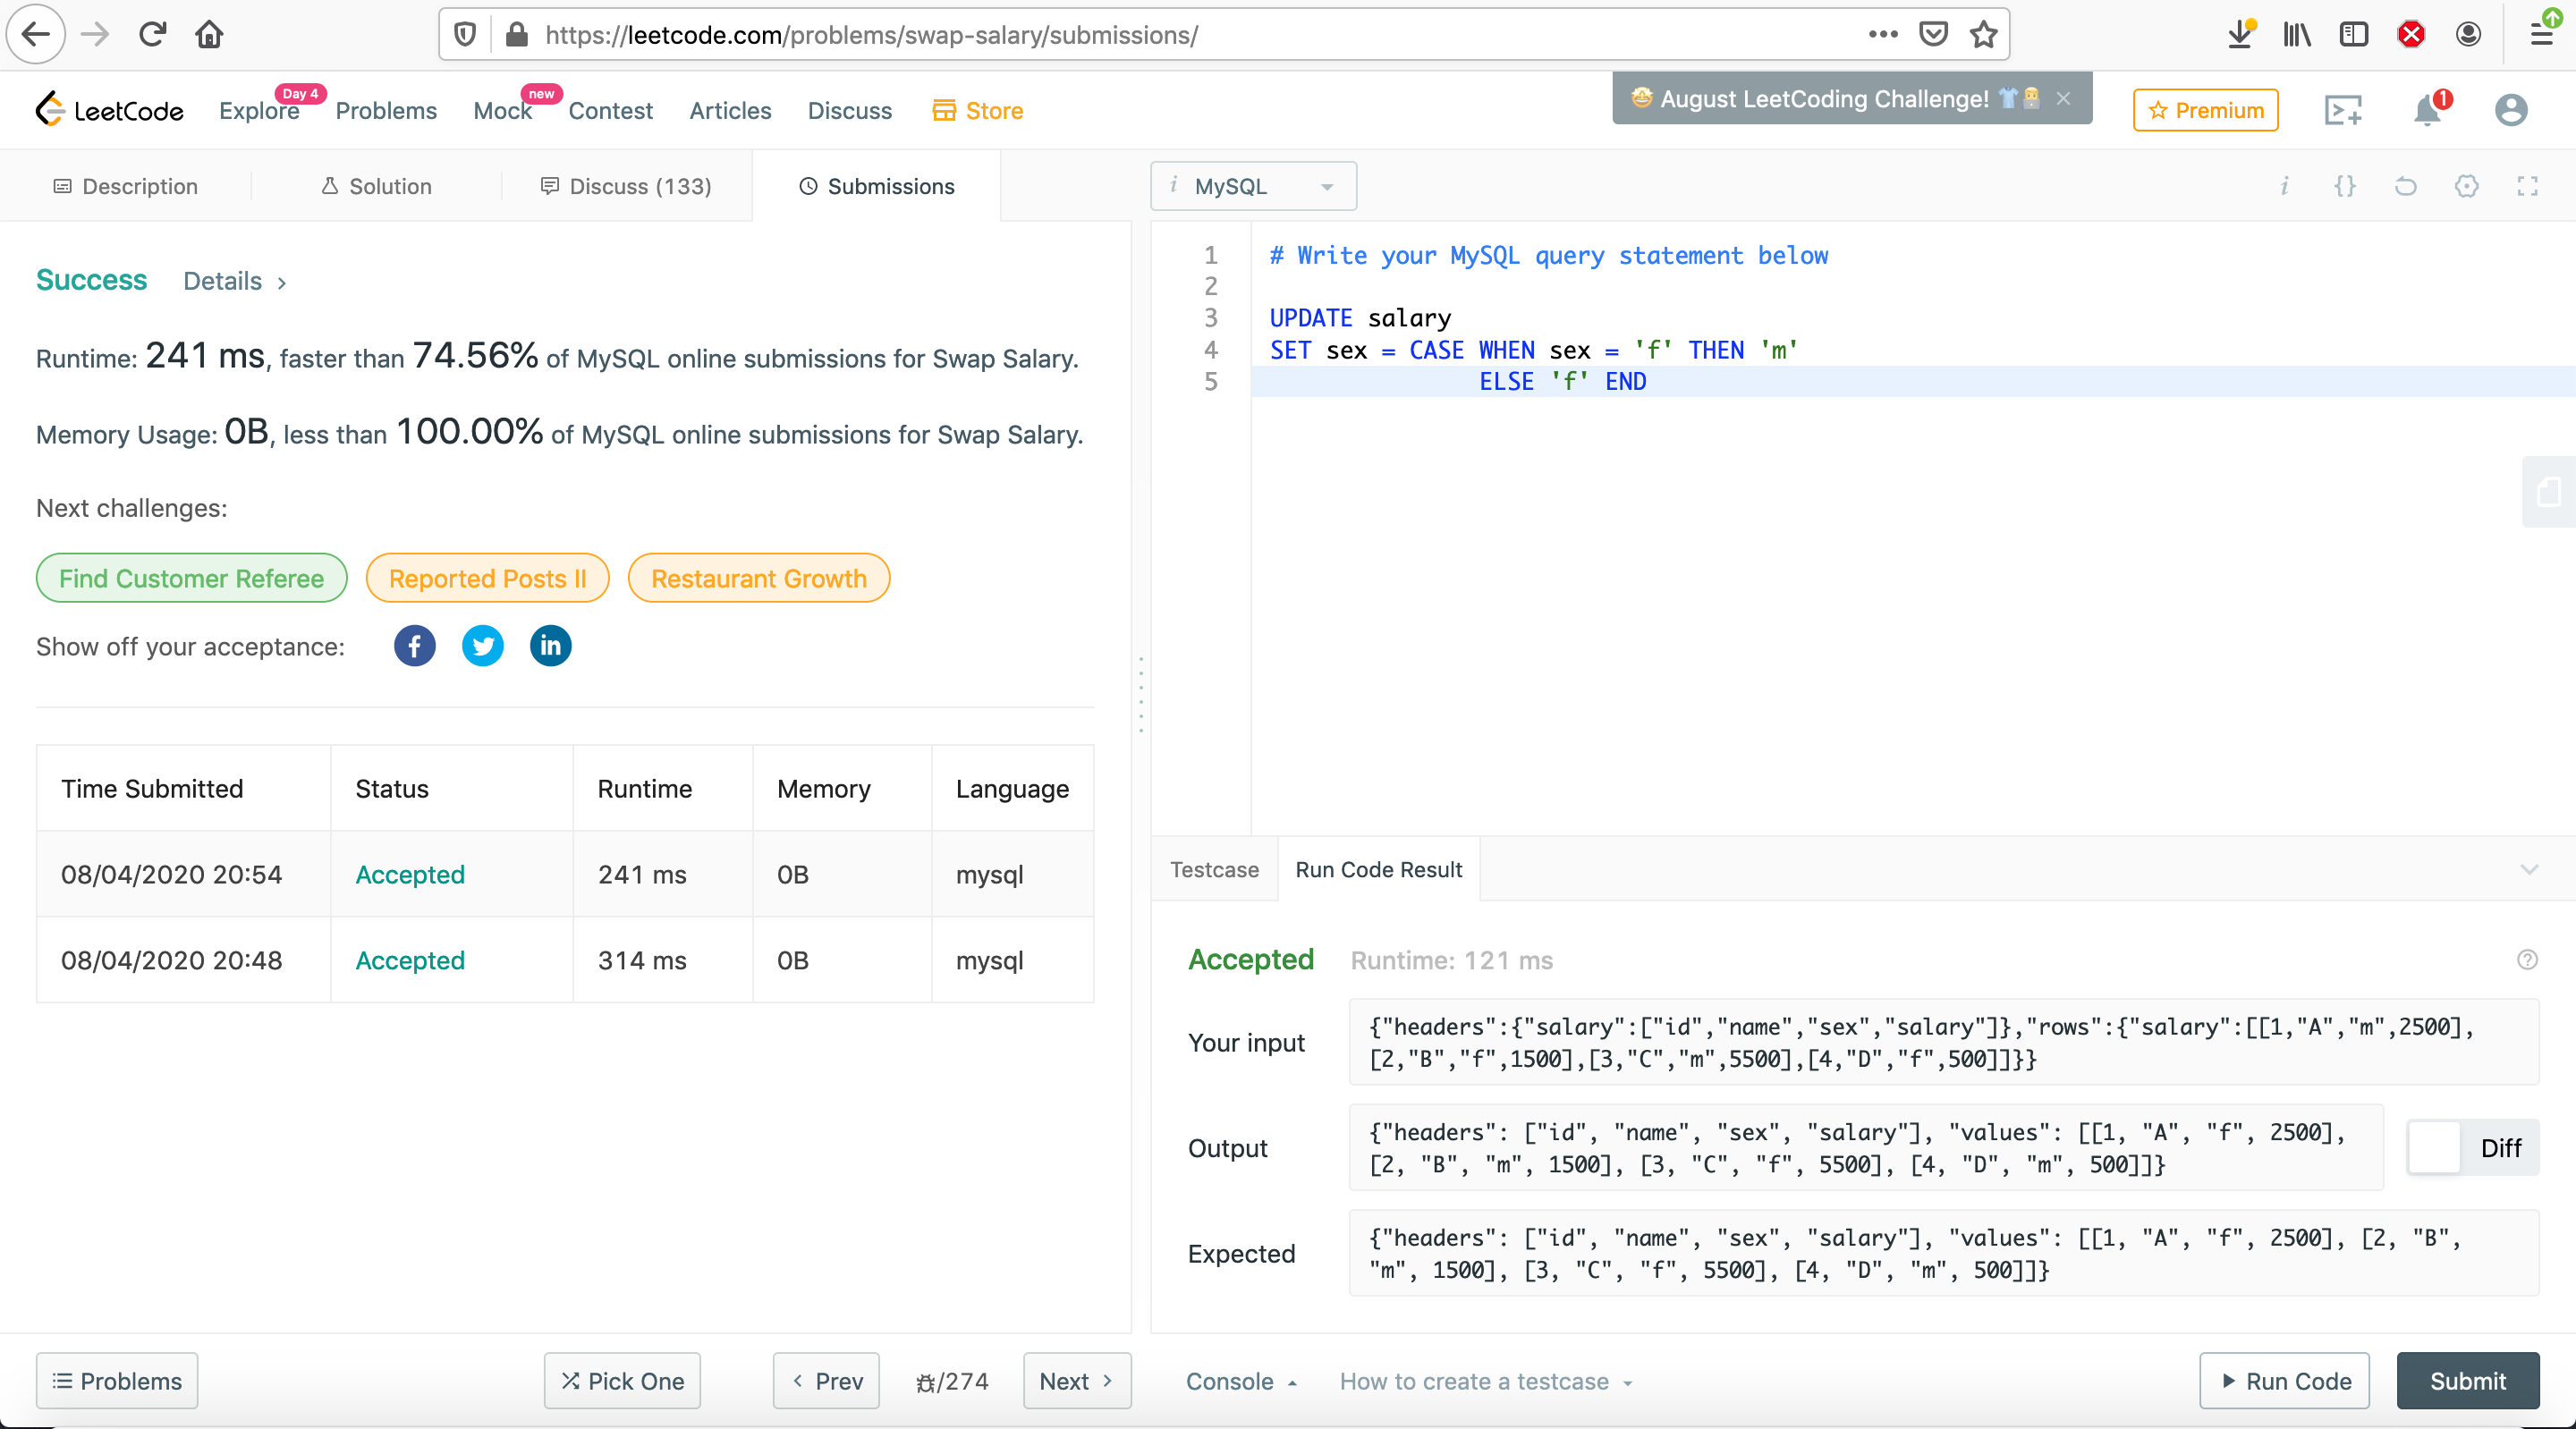 https://leetcode.com/problems/swap-salary/submissions/
LeetCode
Explore
Day 4
Problems
Mock
new
Contest
Articles
Discuss
Store
August LeetCoding Challenge!
Premium
1
Description
Solution
Discuss (133)
Submissions
i MySQL
i {}
Success Details >
Runtime: 241 ms, faster than 74.56% of MySQL online submissions for Swap Salary.
Memory Usage: 0B, less than 100.00% of MySQL online submissions for Swap Salary.
Next challenges:
Find Customer Referee Reported Posts II Restaurant Growth
Show off your acceptance: f in
Time Submitted Status Runtime Memory Language
08/04/2020 20:54 Accepted 241 ms 0B mysql
08/04/2020 20:48 Accepted 314 ms 0B mysql
1 # Write your MySQL query statement below
2
3 UPDATE salary
4 SET sex = CASE WHEN sex = 'f' THEN 'm'
5 ELSE 'f' END
Testcase Run Code Result
Accepted Runtime: 121 ms
Your input
{"headers":{"salary":["id","name","sex","salary"]},"rows":{"salary":[[1,"A","m",2500],
[2,"B","f",1500],[3,"C","m",5500],[4,"D","f",500]]}}
Output
{"headers": ["id", "name", "sex", "salary"], "values": [[1, "A", "f", 2500],
[2, "B", "m", 1500], [3, "C", "f", 5500], [4, "D", "m", 500]]}
Diff
Expected
{"headers": ["id", "name", "sex", "salary"], "values": [[1, "A", "f", 2500], [2, "B",
"m", 1500], [3, "C", "f", 5500], [4, "D", "m", 500]]}
Problems
Pick One
< Prev
/274
Next >
Console
How to create a testcase
Run Code
Submit